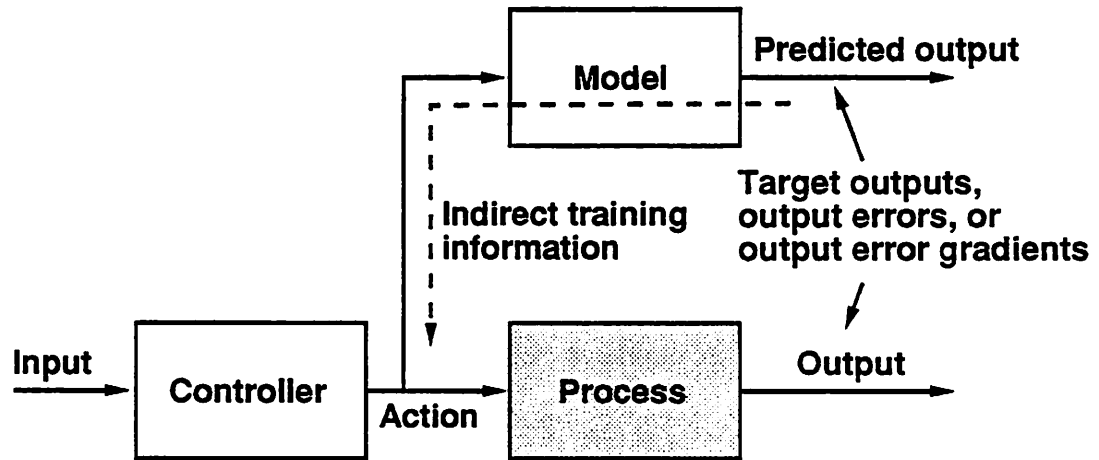 Model
Predicted output
Indirect training
information
Target outputs,
output errors, or
output error gradients
Input
Controller
Action
Process
Output